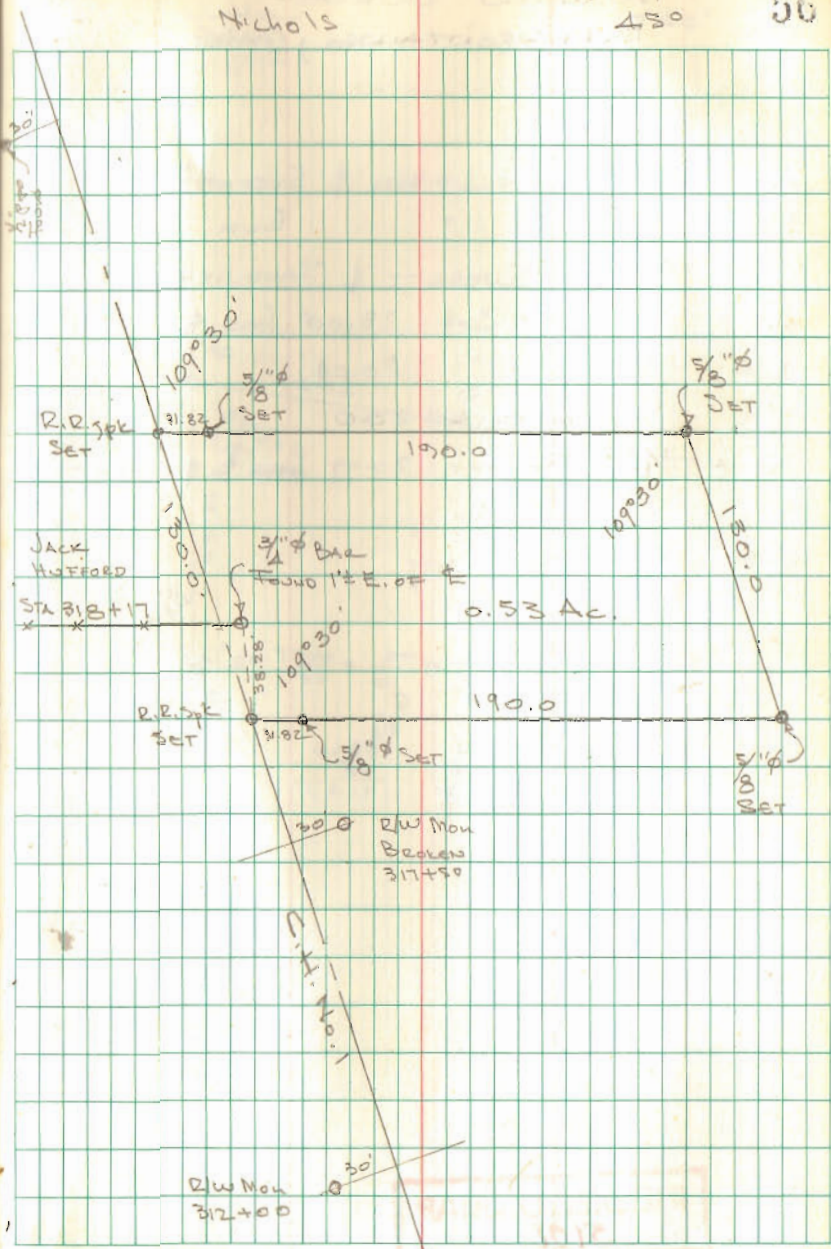 Nichols
45°
56
30'
109°30'
5/8"ø
SET
5/8"ø
SET
R.R. Spk
SET
31.82
190.0
130.0
109°30'
130.0
JACK
HUFFORD
3/4"ø BAR
FOUND 1'± E. OF ℄
STA 318+17
0.53 Ac.
38.28
109°30'
R.R. Spk
SET
31.82
190.0
5/8"ø SET
5/8"ø
SET
30'
R/W Mon
BROKEN
317+50
C.H. No. 1
30'
R/W Mon
312+00